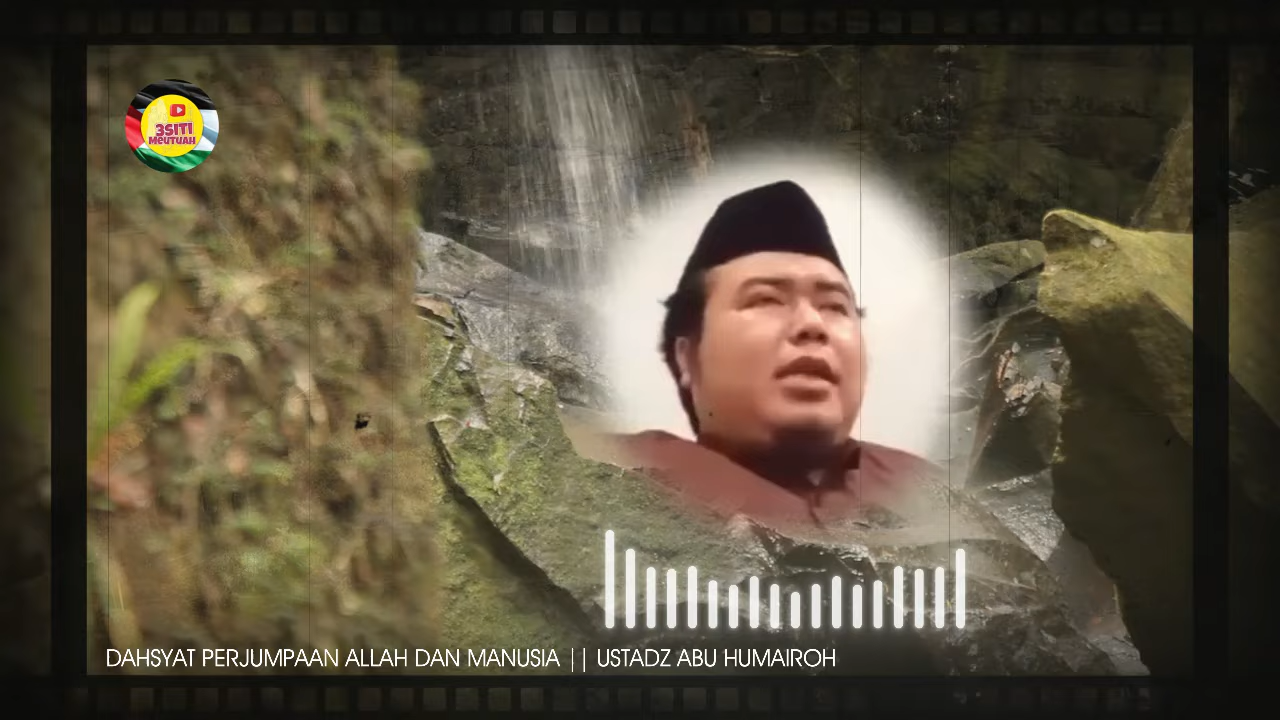 3SITI
MEUTUAH
DAHSYAT PERJUMPAAN ALLAH DAN MANUSIA || USTADZ ABU HUMAIROH